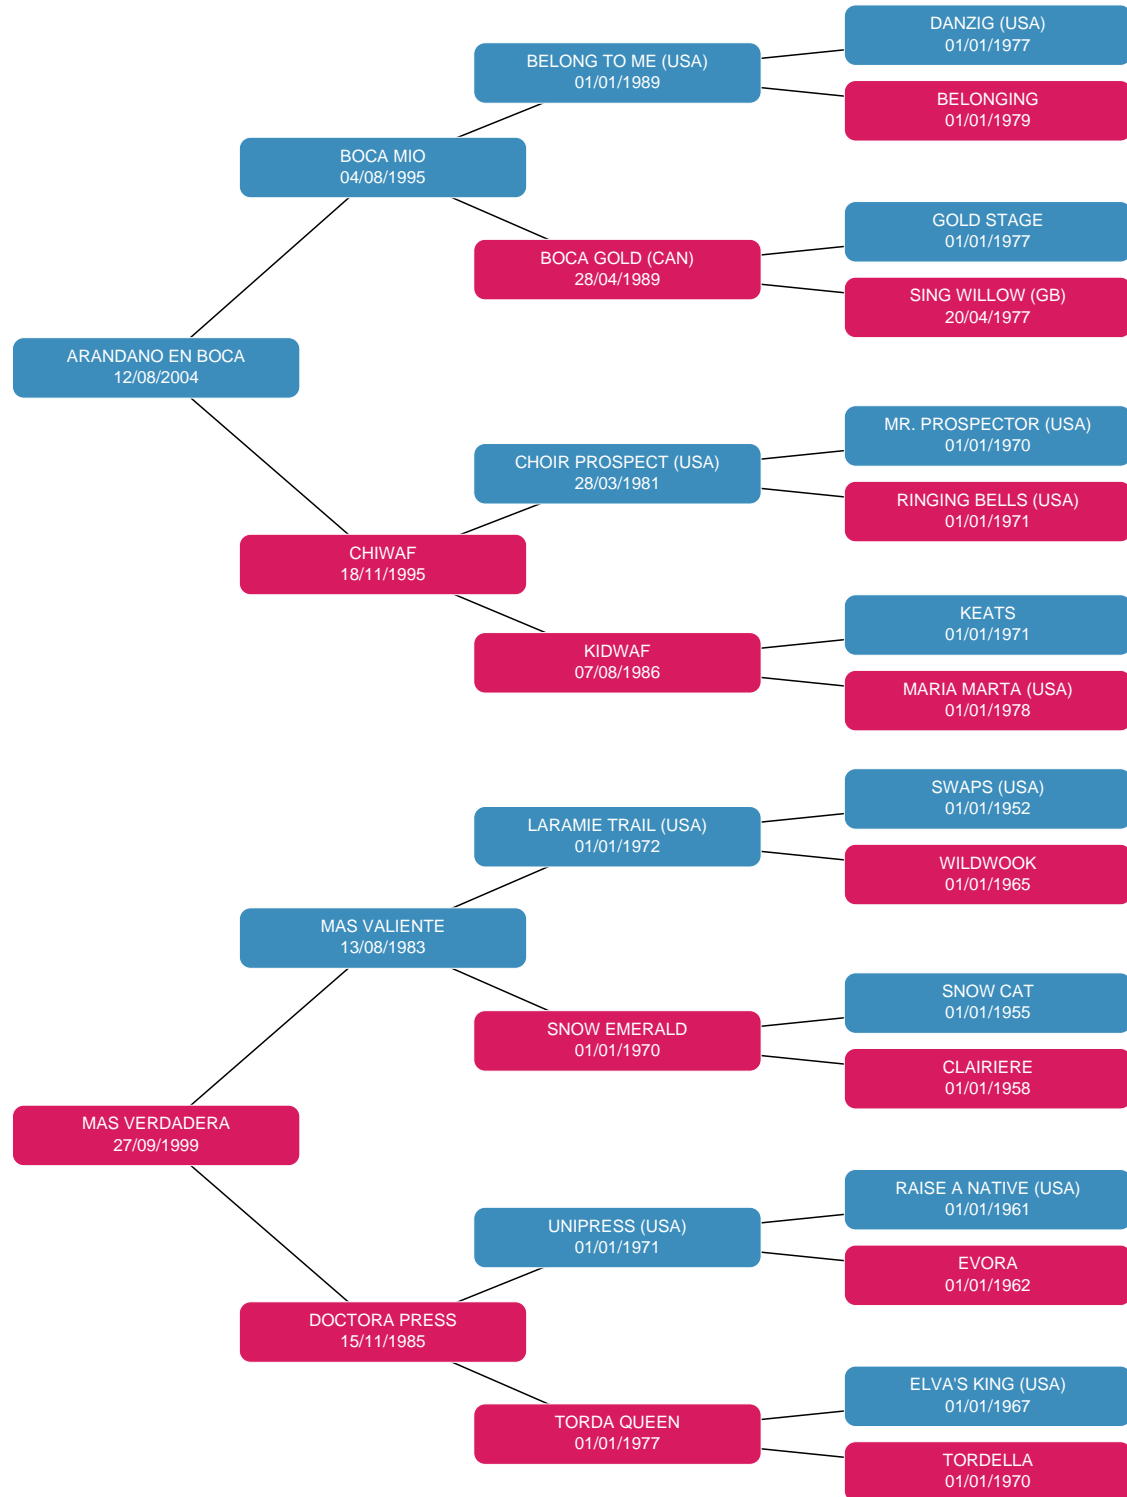 DANZIG (USA)
01/01/1977
BELONG TO ME (USA)
01/01/1989
BELONGING
01/01/1979
BOCA MIO
04/08/1995
GOLD STAGE
01/01/1977
BOCA GOLD (CAN)
28/04/1989
SING WILLOW (GB)
20/04/1977
ARANDANO EN BOCA
12/08/2004
MR. PROSPECTOR (USA)
01/01/1970
CHOIR PROSPECT (USA)
28/03/1981
RINGING BELLS (USA)
01/01/1971
CHIWAF
18/11/1995
KEATS
01/01/1971
KIDWAF
07/08/1986
MARIA MARTA (USA)
01/01/1978
SWAPS (USA)
01/01/1952
LARAMIE TRAIL (USA)
01/01/1972
WILDWOOK
01/01/1965
MAS VALIENTE
13/08/1983
SNOW CAT
01/01/1955
SNOW EMERALD
01/01/1970
CLAIRIERE
01/01/1958
MAS VERDADERA
27/09/1999
RAISE A NATIVE (USA)
01/01/1961
UNIPRESS (USA)
01/01/1971
EVORA
01/01/1962
DOCTORA PRESS
15/11/1985
ELVA'S KING (USA)
01/01/1967
TORDA QUEEN
01/01/1977
TORDELLA
01/01/1970